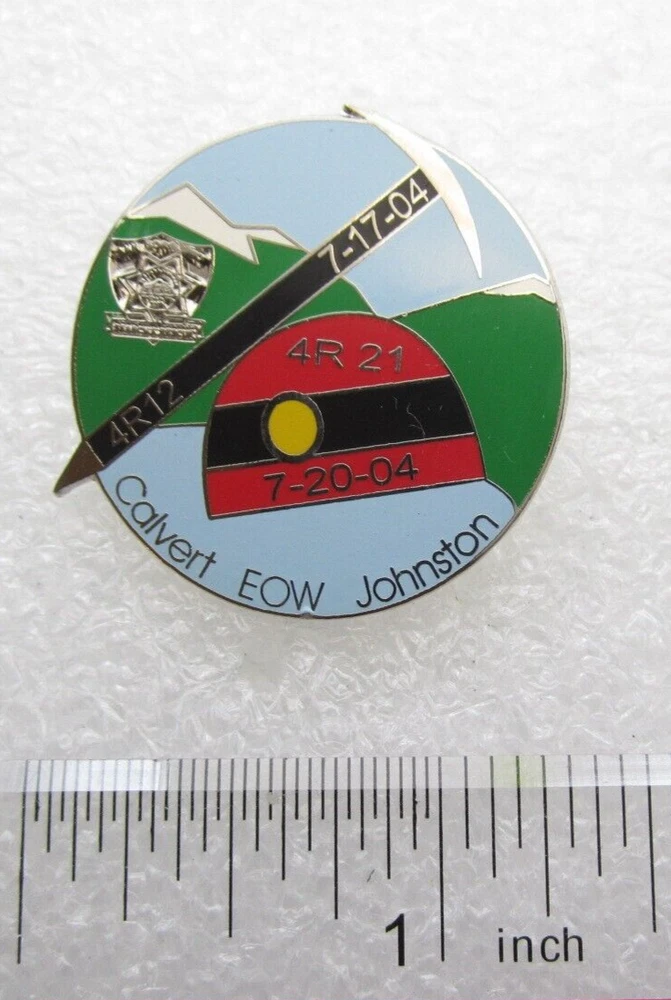 7-17-04
4R12
4R 21
7-20-04
Calvert EOW Johnston
1 inch